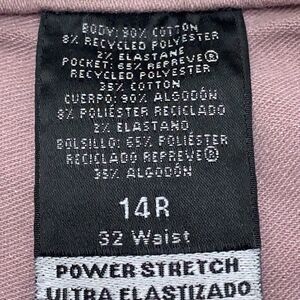 BODY: 90% COTTON
8% RECYCLED POLYESTER
2% ELASTANE
POCKET: 65% REPREVE®
RECYCLED POLYESTER
35% COTTON
CUERPO: 90% ALGODÓN
8% POLIÉSTER RECICLADO
2% ELASTANO
BOLSILLO: 65% POLIÉSTER
RECICLADO REPREVE®
35% ALGODÓN
14R
32 Waist
POWER STRETCH
ULTRA ELASTIZADO